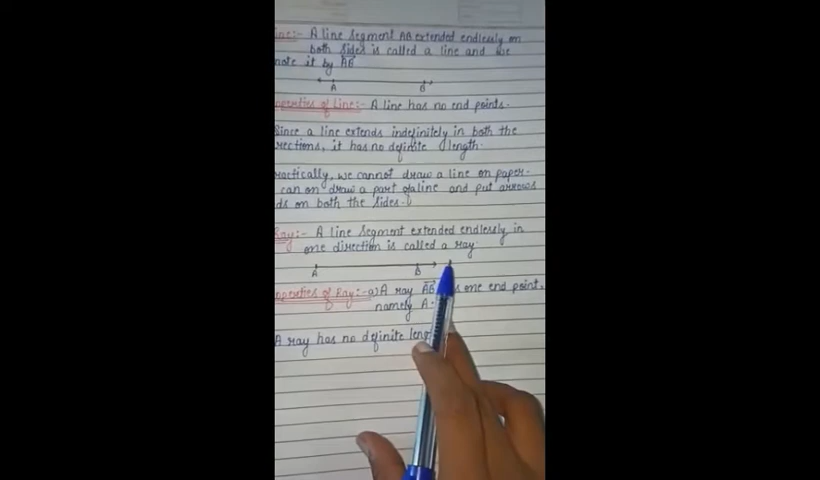 ine:- A line segment AB extended endlessly on
both sides is called a line and we
note it by AB
A B
operties of Line:- A line has no end points.
Since a line extends indefinitely in both the
rections, it has no definite length.
ractically, we cannot draw a line on paper.
can on draw a part of a line and put arrows
ds on both the sides.
Ray:- A line segment extended endlessly in
one direction is called a ray
A B
operties of Ray:- a) A ray AB s one end point,
namely A.
A ray has no definite leng